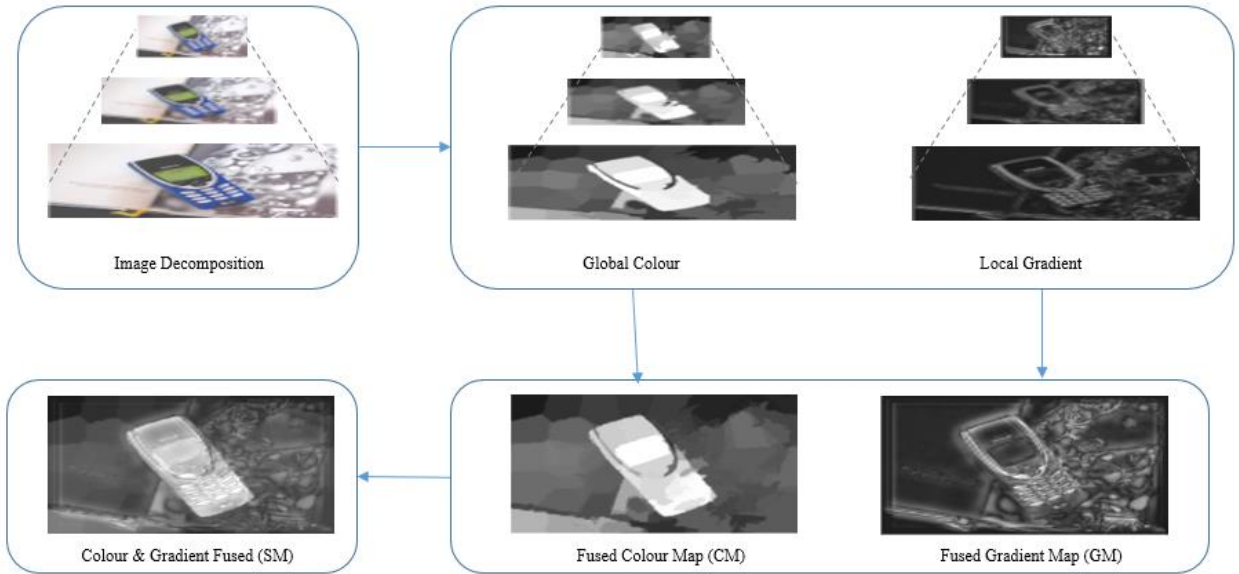 Image Decomposition
Global Colour
Local Gradient
Colour & Gradient Fused (SM)
Fused Colour Map (CM)
Fused Gradient Map (GM)